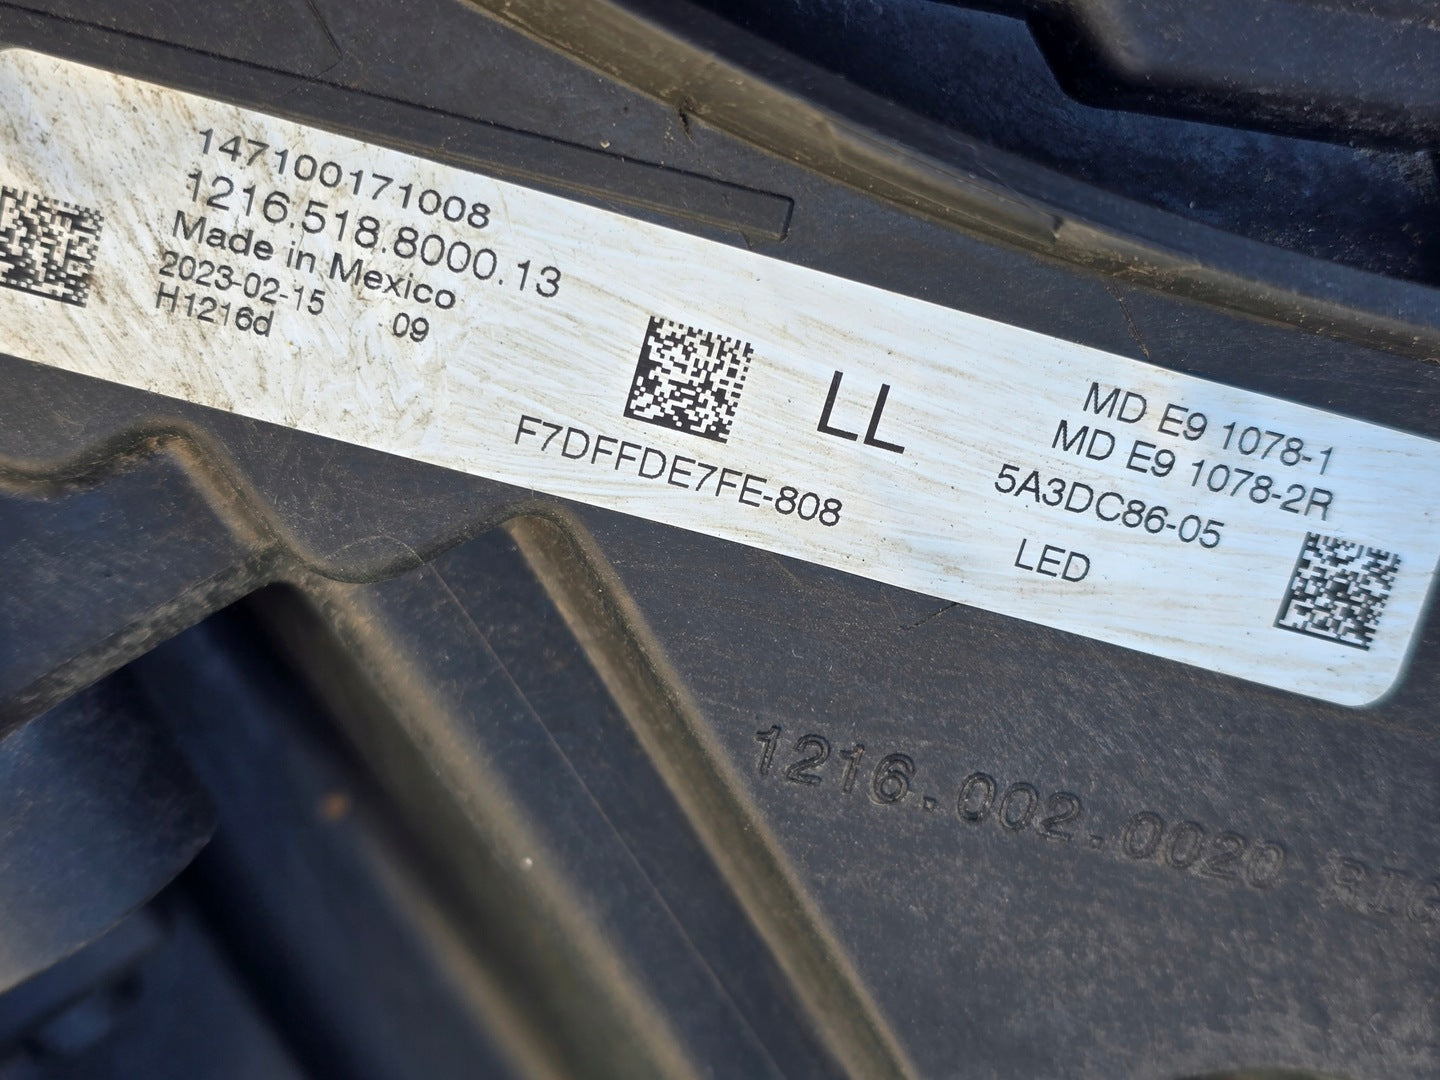 147100171008
1216.518.8000.13
Made in Mexico
2023-02-15 09
H1216d
F7DFFDE7FE-808
LL
MD E9 1078-1
MD E9 1078-2R
5A3DC86-05
LED
1216.002.0020